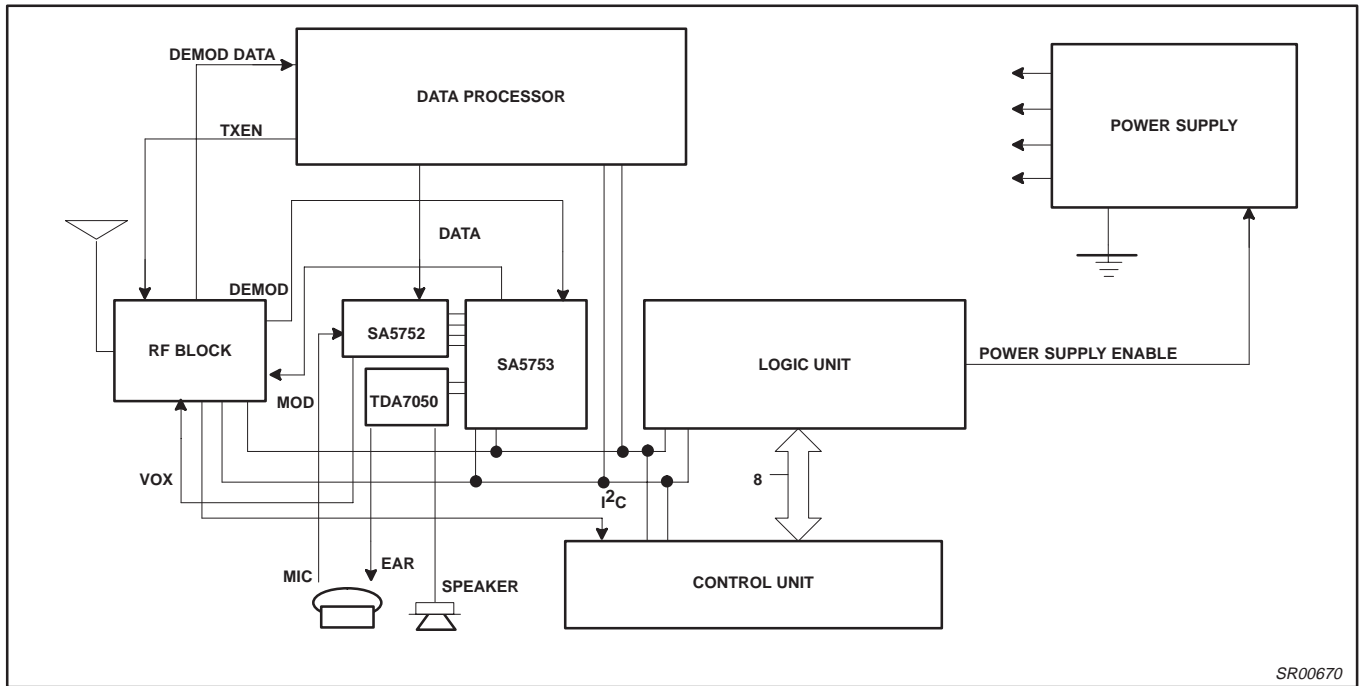 DEMOD DATA
DATA PROCESSOR
POWER SUPPLY
TXEN
DATA
DEMOD
SA5752
RF BLOCK
SA5753
LOGIC UNIT
POWER SUPPLY ENABLE
TDA7050
MOD
VOX
8
I²C
EAR
MIC
SPEAKER
CONTROL UNIT
SR00670